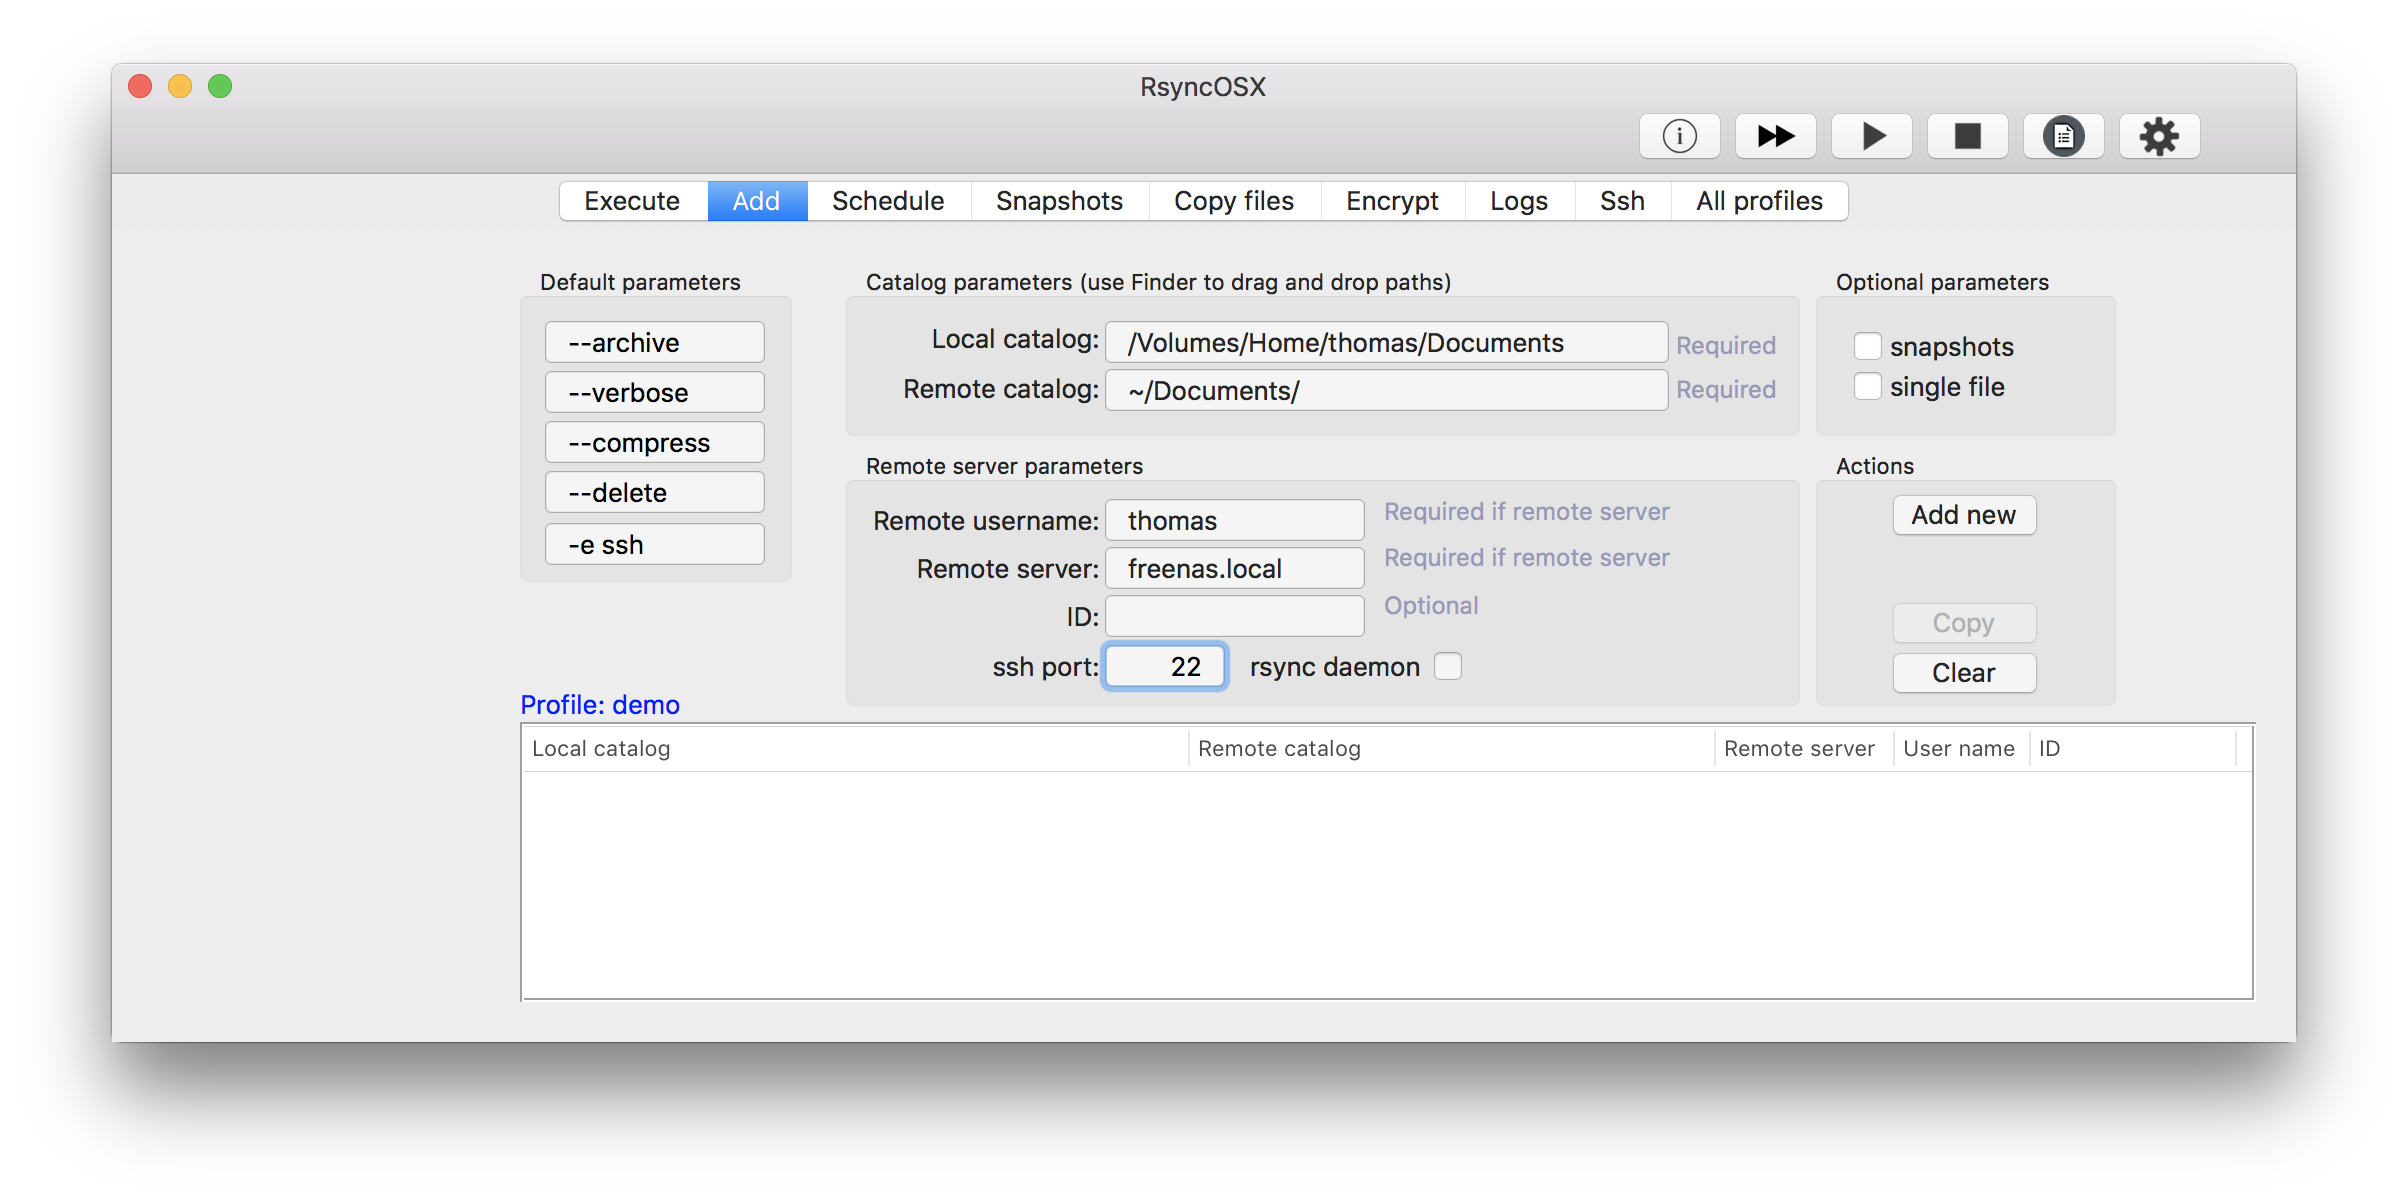 RsyncOSX
Execute Add Schedule Snapshots Copy files Encrypt Logs Ssh All profiles
Default parameters
--archive
--verbose
--compress
--delete
-e ssh
Catalog parameters (use Finder to drag and drop paths)
Local catalog: /Volumes/Home/thomas/Documents Required
Remote catalog: ~/Documents/ Required
Optional parameters
snapshots
single file
Remote server parameters
Remote username: thomas Required if remote server
Remote server: freenas.local Required if remote server
ID: Optional
ssh port: 22 rsync daemon
Actions
Add new
Copy
Clear
Profile: demo
Local catalog Remote catalog Remote server User name ID